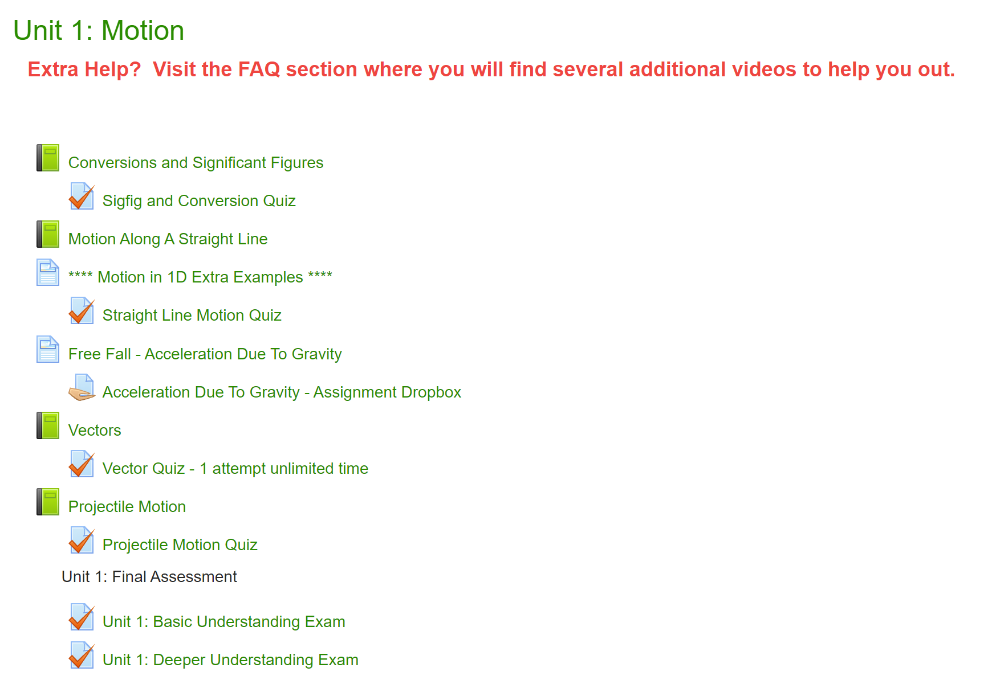 Unit 1: Motion
Extra Help?  Visit the FAQ section where you will find several additional videos to help you out.
Conversions and Significant Figures
Sigfig and Conversion Quiz
Motion Along A Straight Line
**** Motion in 1D Extra Examples ****
Straight Line Motion Quiz
Free Fall - Acceleration Due To Gravity
Acceleration Due To Gravity - Assignment Dropbox
Vectors
Vector Quiz - 1 attempt unlimited time
Projectile Motion
Projectile Motion Quiz
Unit 1: Final Assessment
Unit 1: Basic Understanding Exam
Unit 1: Deeper Understanding Exam